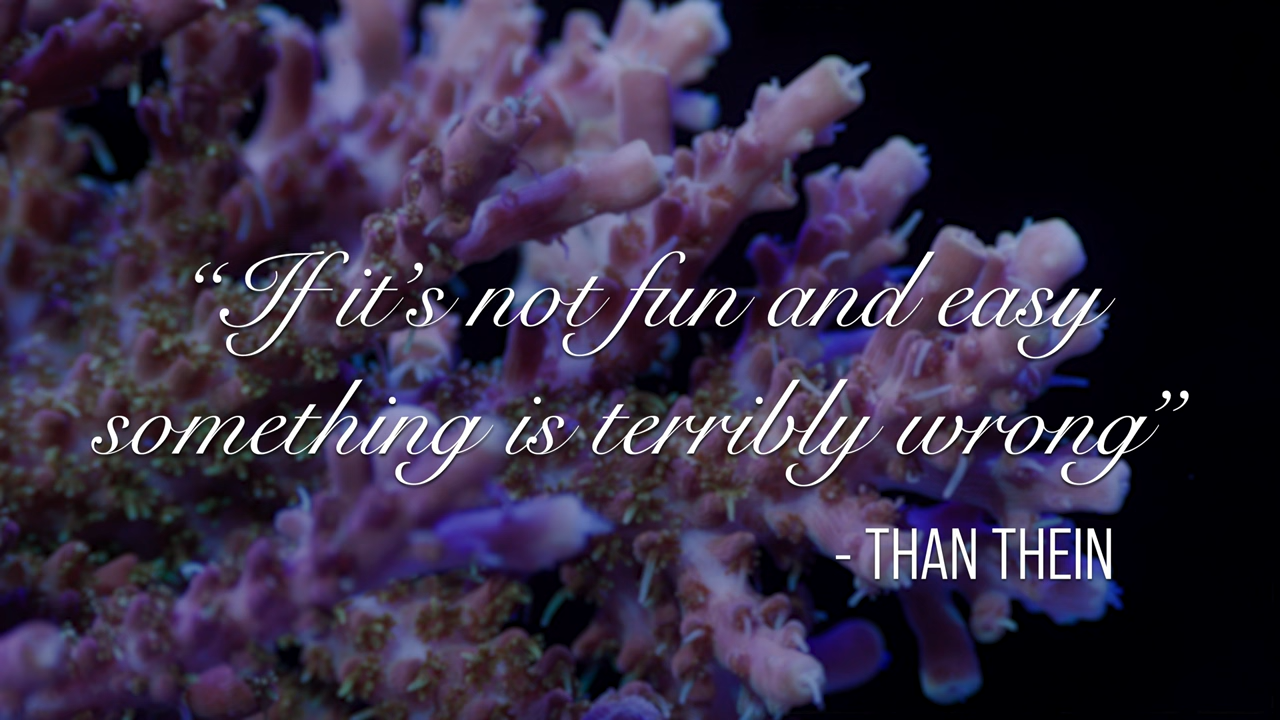 “If it’s not fun and easy
something is terribly wrong”
- THAN THEIN